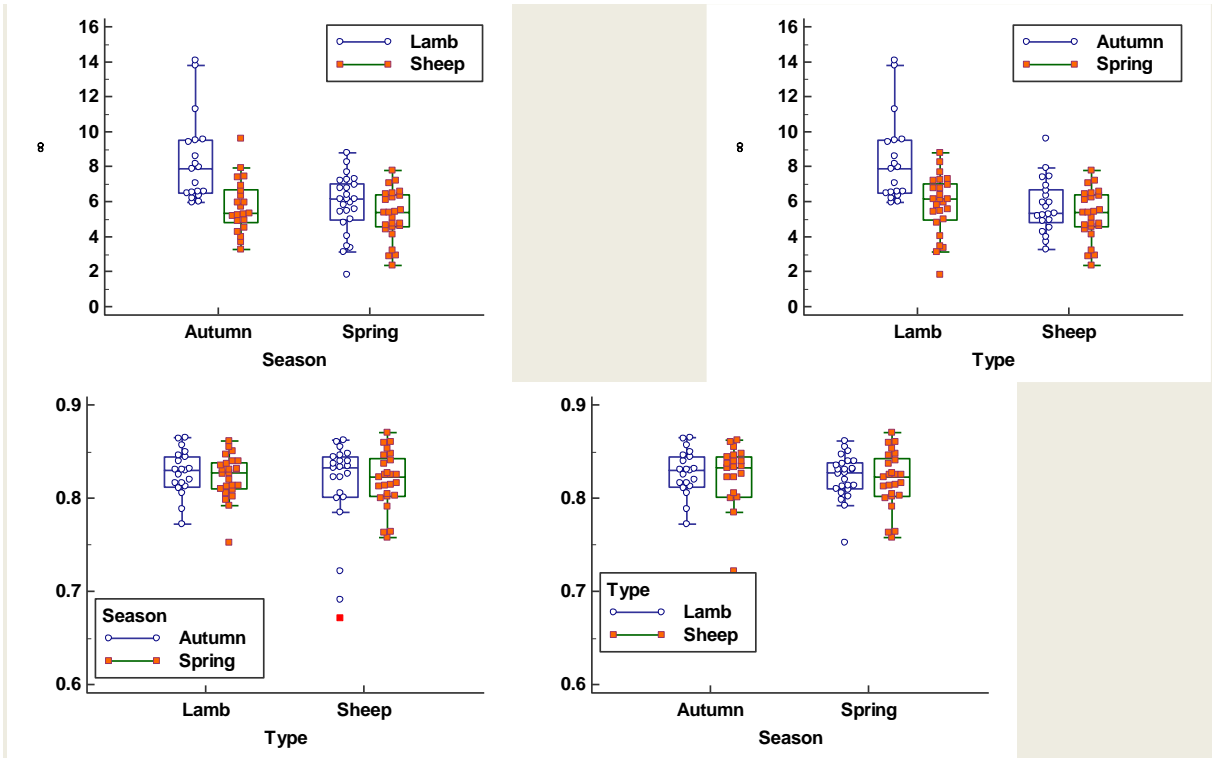 16
14
12
10
8
6
4
2
0
8
Lamb
Sheep
Autumn
Spring
Season
16
14
12
10
8
6
4
2
0
8
Autumn
Spring
Lamb
Sheep
Type
0.9
0.8
0.7
0.6
Season
Autumn
Spring
Lamb
Sheep
Type
0.9
0.8
0.7
0.6
Type
Lamb
Sheep
Autumn
Spring
Season